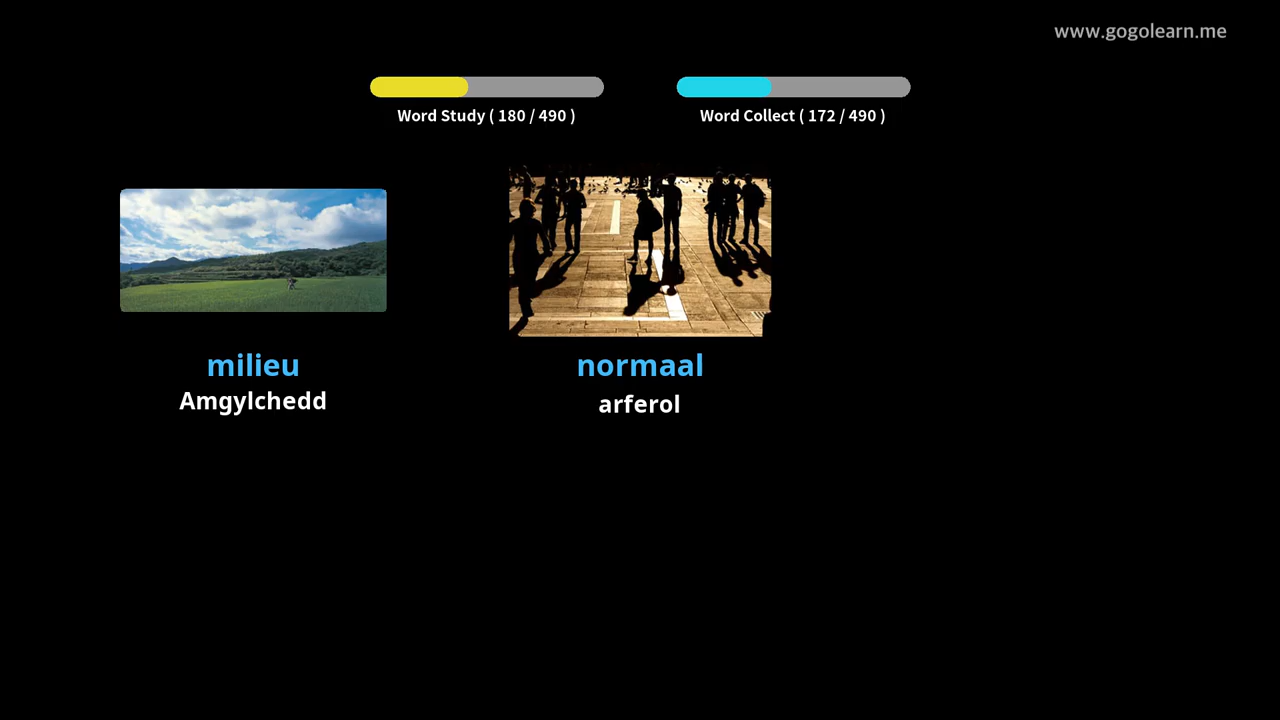 www.gogolearn.me
Word Study ( 180 / 490 )
Word Collect ( 172 / 490 )
milieu
Amgylchedd
normaal
arferol